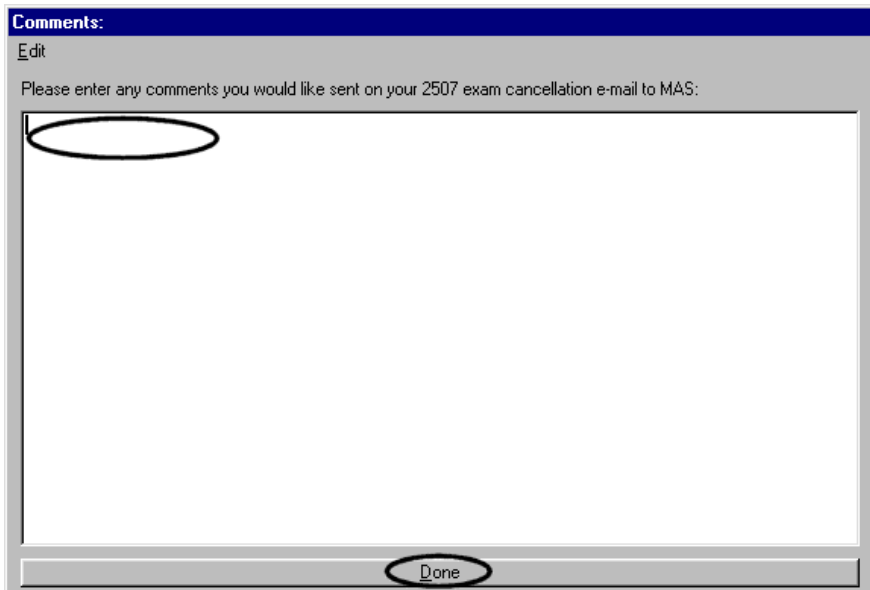 Comments:
Edit
Please enter any comments you would like sent on your 2507 exam cancellation e-mail to MAS:
Done